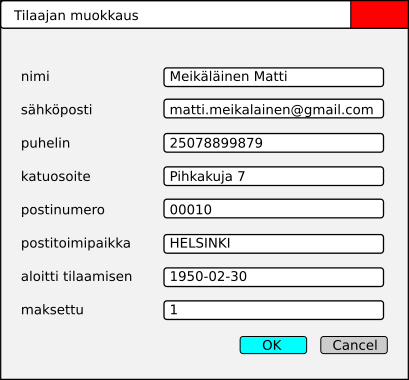 Tilaajan muokkaus
nimi Meikäläinen Matti
sähköposti matti.meikalainen@gmail.com
puhelin 25078899879
katuosoite Pihkakuja 7
postinumero 00010
postitoimipaikka HELSINKI
aloitti tilaamisen 1950-02-30
maksettu 1
OK Cancel